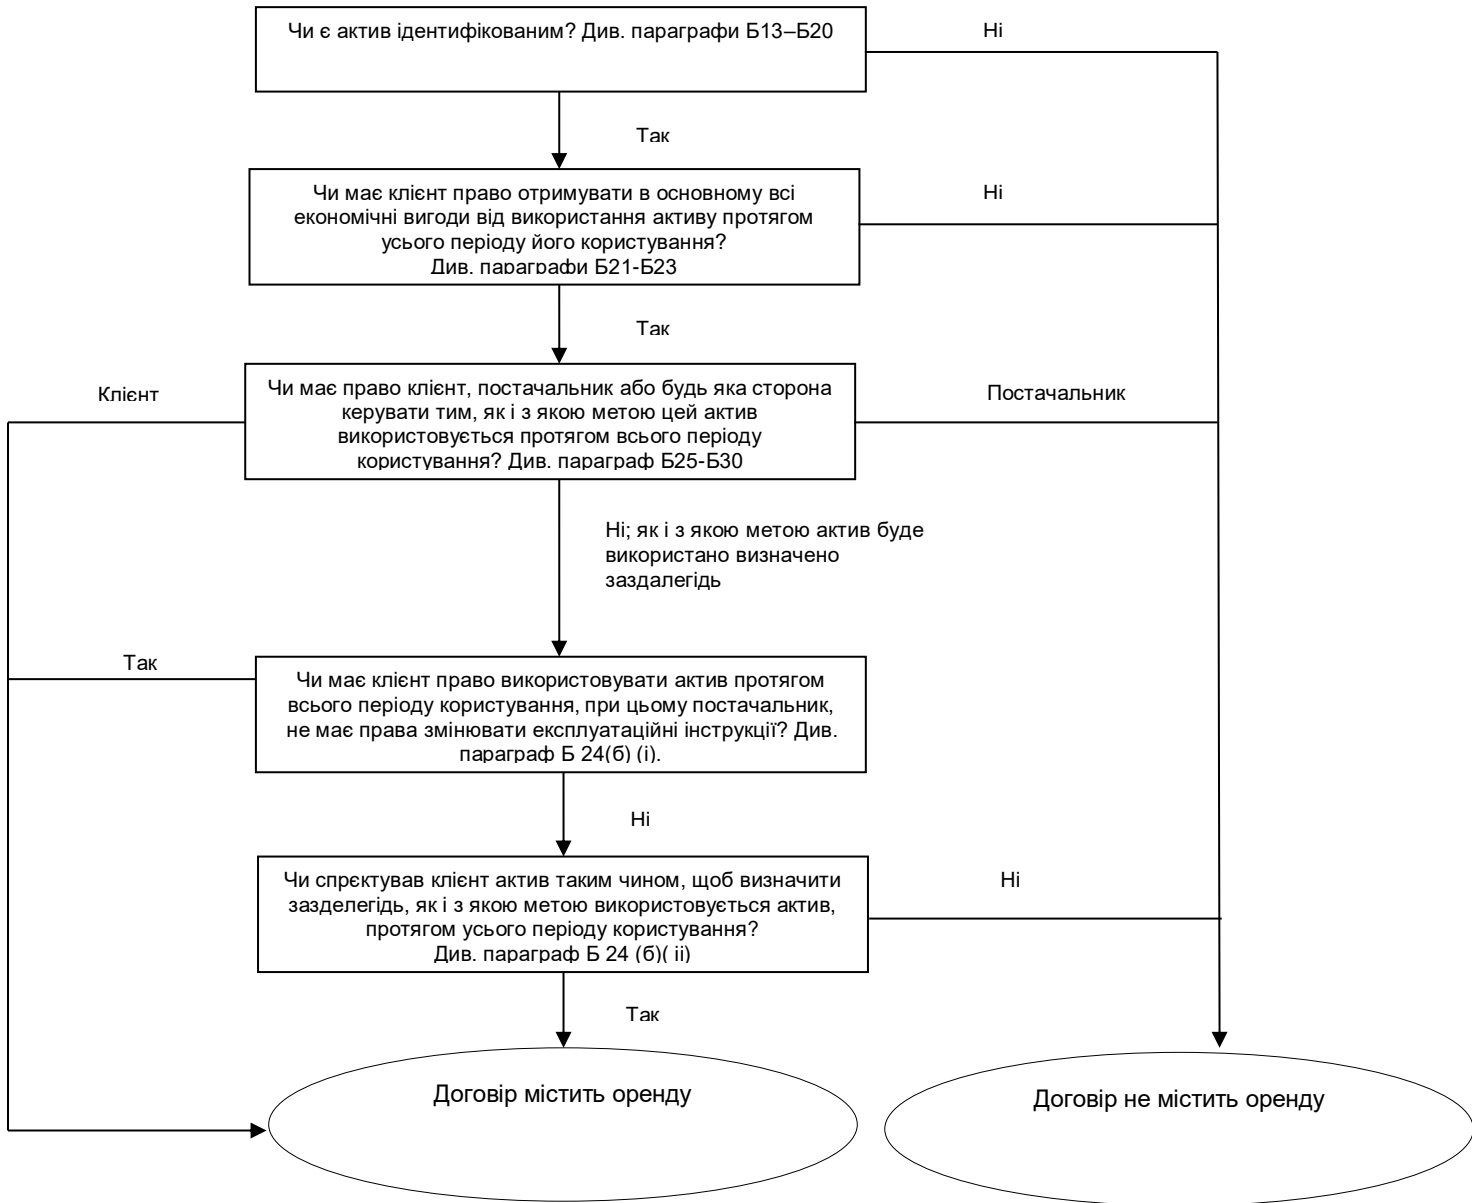 Чи є актив ідентифікованим? Див. параграфи Б13–Б20
Ні
Так
Чи має клієнт право отримувати в основному всі
економічні вигоди від використання активу протягом
усього періоду його користування?
Див. параграфи Б21-Б23
Ні
Так
Клієнт
Чи має право клієнт, постачальник або будь яка сторона
керувати тим, як і з якою метою цей актив
використовується протягом всього періоду
користування? Див. параграф Б25-Б30
Постачальник
Ні; як і з якою метою актив буде
використано визначено
заздалегідь
Так
Чи має клієнт право використовувати актив протягом
всього періоду користування, при цьому постачальник,
не має права змінювати експлуатаційні інструкції? Див.
параграф Б 24(б) (і).
Ні
Чи спрєктував клієнт актив таким чином, щоб визначити
зазделегідь, як і з якою метою використовується актив,
протягом усього періоду користування?
Див. параграф Б 24 (б)( іі)
Ні
Так
Договір містить оренду
Договір не містить оренду